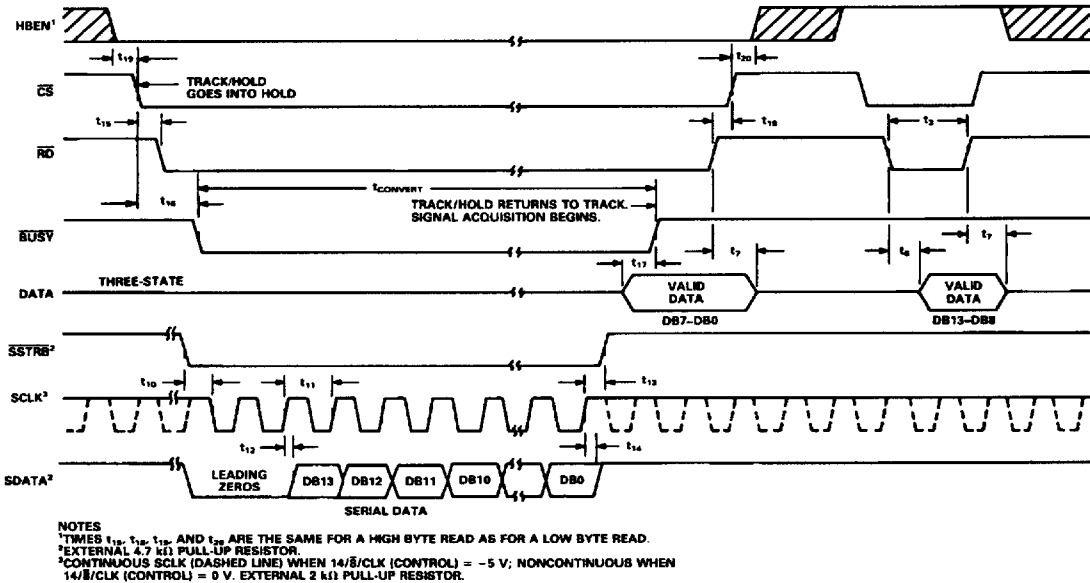 HBEN¹
t₁₉
t₂₀
CS
TRACK/HOLD
GOES INTO HOLD
t₁₅
t₁₈
t₃
RD
tCONVERT
t₁₆
TRACK/HOLD RETURNS TO TRACK.
SIGNAL ACQUISITION BEGINS.
BUSY
t₁₇
t₇
t₆
t₇
DATA
THREE-STATE
VALID
DATA
VALID
DATA
DB7–DB0
DB13–DB8
SSTRB²
t₁₀
t₁₁
t₁₃
SCLK³
t₁₂
t₁₄
SDATA²
LEADING
ZEROS
DB13
DB12
DB11
DB10
DB0
SERIAL DATA
NOTES
¹TIMES t₁₅, t₁₈, t₁₉, AND t₂₀ ARE THE SAME FOR A HIGH BYTE READ AS FOR A LOW BYTE READ.
²EXTERNAL 4.7 kΩ PULL-UP RESISTOR.
³CONTINUOUS SCLK (DASHED LINE) WHEN 14/8/CLK (CONTROL) = –5 V; NONCONTINUOUS WHEN
14/8/CLK (CONTROL) = 0 V. EXTERNAL 2 kΩ PULL-UP RESISTOR.